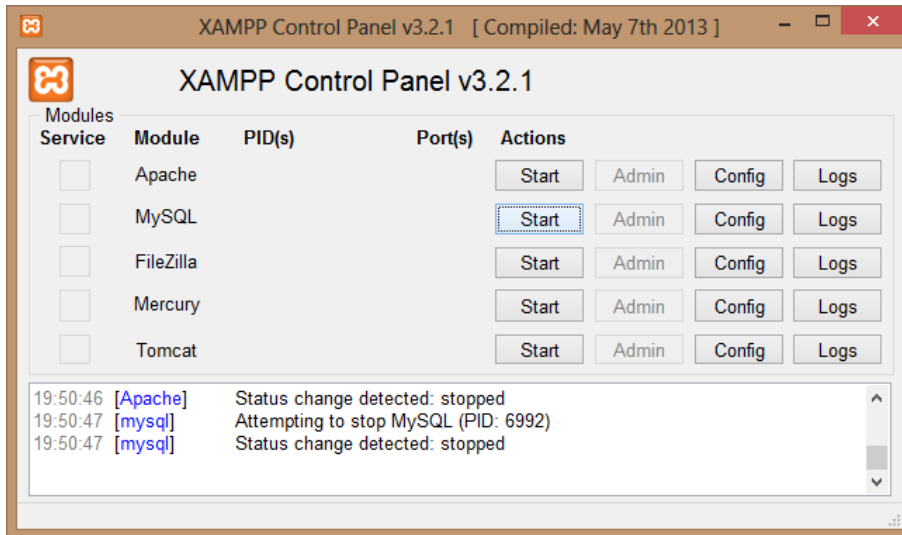 XAMPP Control Panel v3.2.1 [ Compiled: May 7th 2013 ]
XAMPP Control Panel v3.2.1
Modules
Service Module PID(s) Port(s) Actions
Apache Start Admin Config Logs
MySQL Start Admin Config Logs
FileZilla Start Admin Config Logs
Mercury Start Admin Config Logs
Tomcat Start Admin Config Logs
19:50:46 [Apache] Status change detected: stopped
19:50:47 [mysql] Attempting to stop MySQL (PID: 6992)
19:50:47 [mysql] Status change detected: stopped